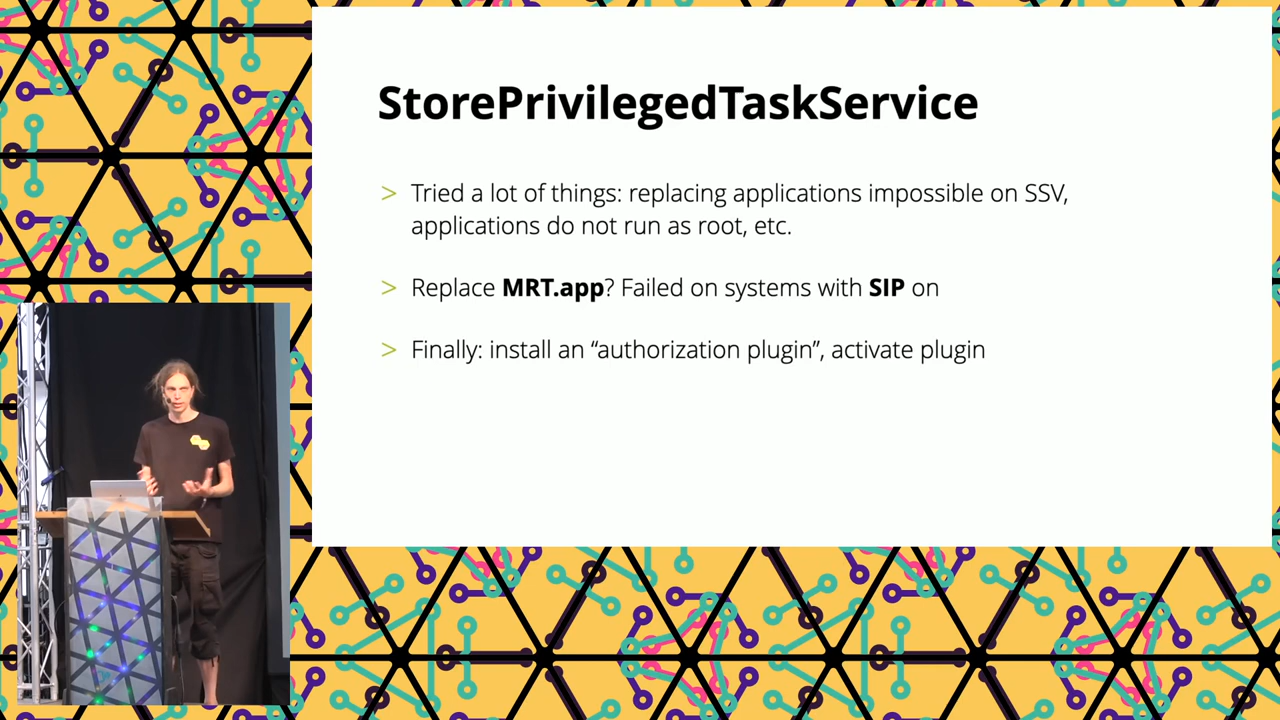 StorePrivilegedTaskService
> Tried a lot of things: replacing applications impossible on SSV,
applications do not run as root, etc.
> Replace MRT.app? Failed on systems with SIP on
> Finally: install an “authorization plugin”, activate plugin